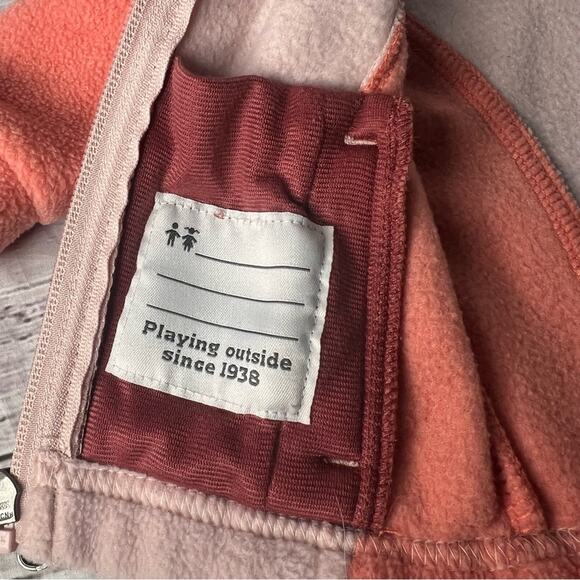 Playing outside
since 1938